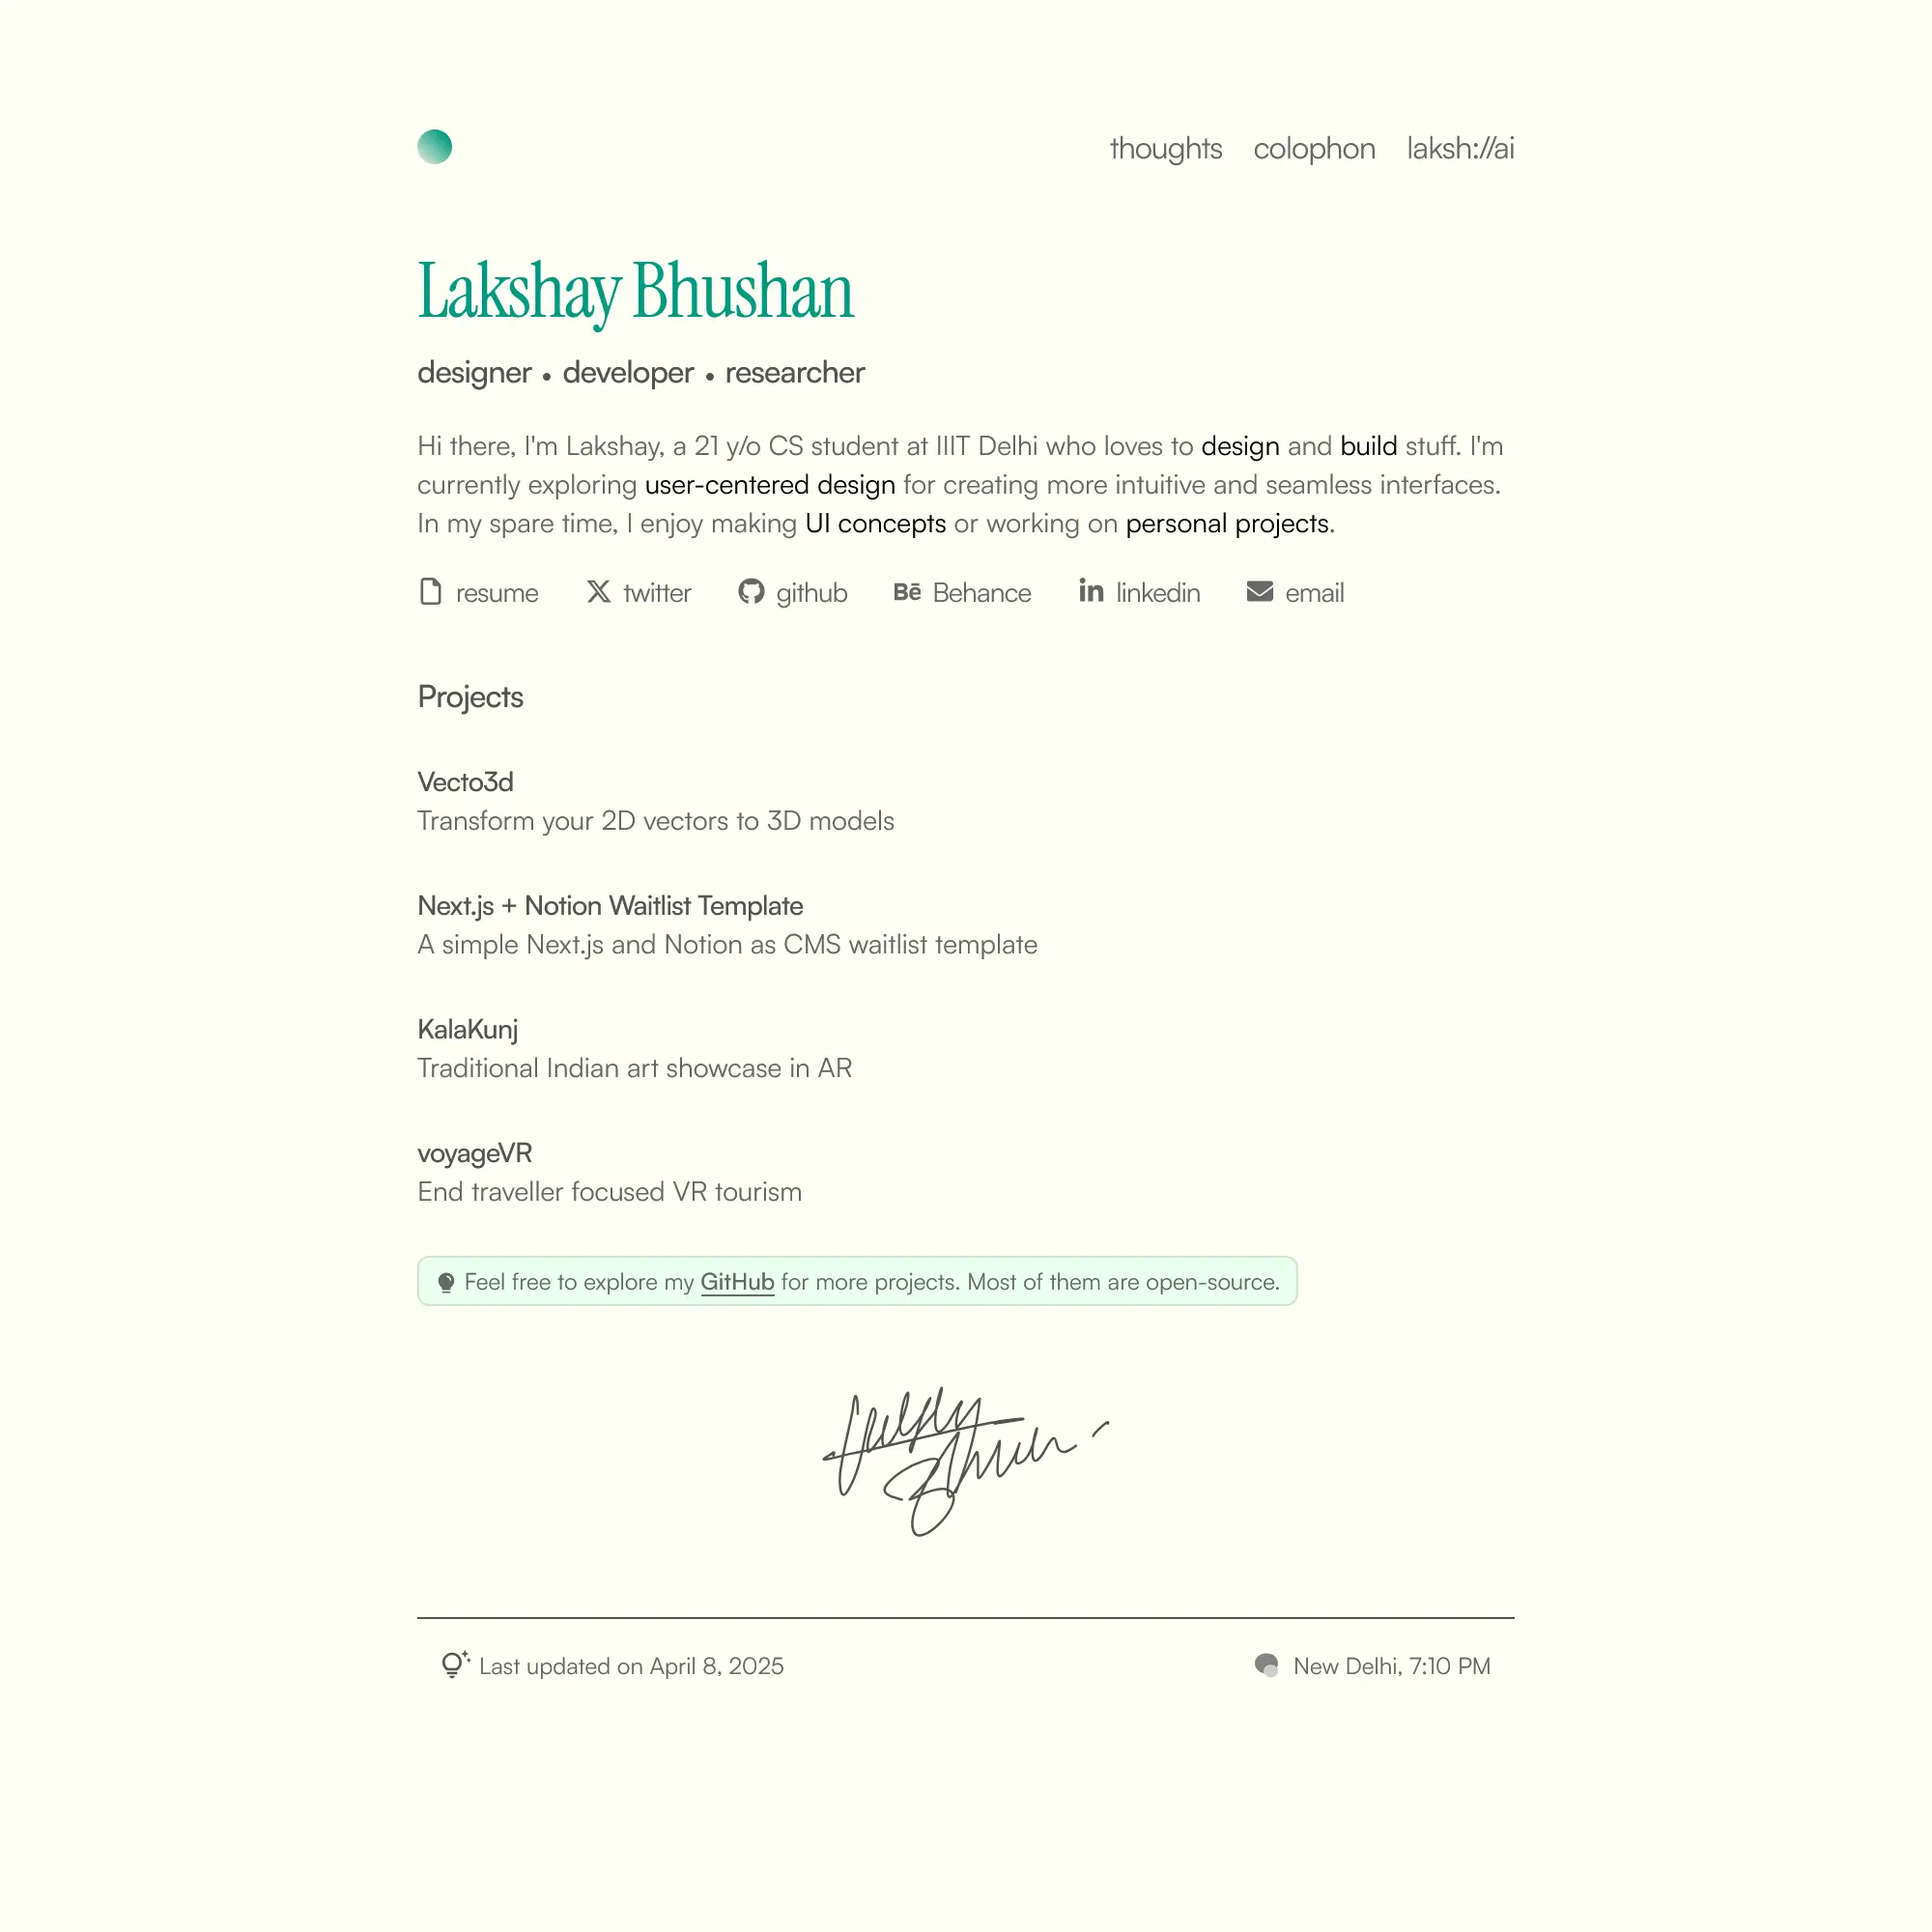 thoughts colophon laksh://ai
Lakshay Bhushan
designer • developer • researcher
Hi there, I'm Lakshay, a 21 y/o CS student at IIIT Delhi who loves to design and build stuff. I'm
currently exploring user-centered design for creating more intuitive and seamless interfaces.
In my spare time, I enjoy making UI concepts or working on personal projects.
resume twitter github Bē Behance in linkedin email
Projects
Vecto3d
Transform your 2D vectors to 3D models
Next.js + Notion Waitlist Template
A simple Next.js and Notion as CMS waitlist template
KalaKunj
Traditional Indian art showcase in AR
voyageVR
End traveller focused VR tourism
Feel free to explore my GitHub for more projects. Most of them are open-source.
Last updated on April 8, 2025 New Delhi, 7:10 PM